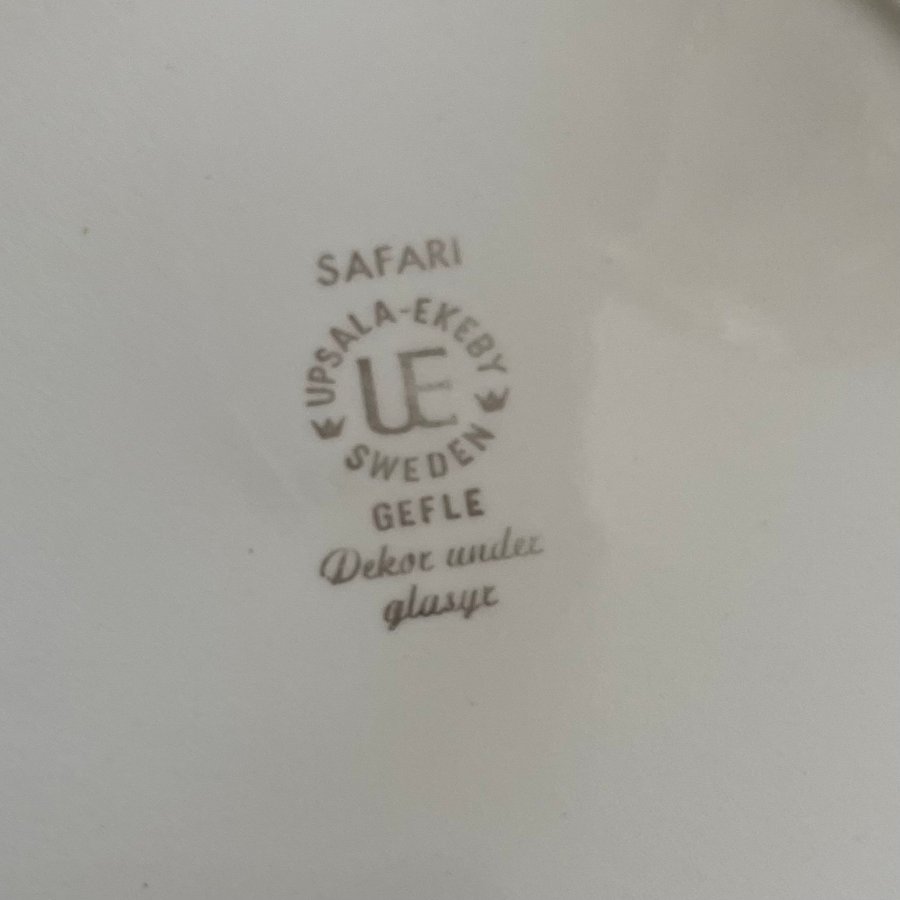 SAFARI
UPSALA-EKEBY
UE
SWEDEN
GEFLE
Dekor under
glasyr